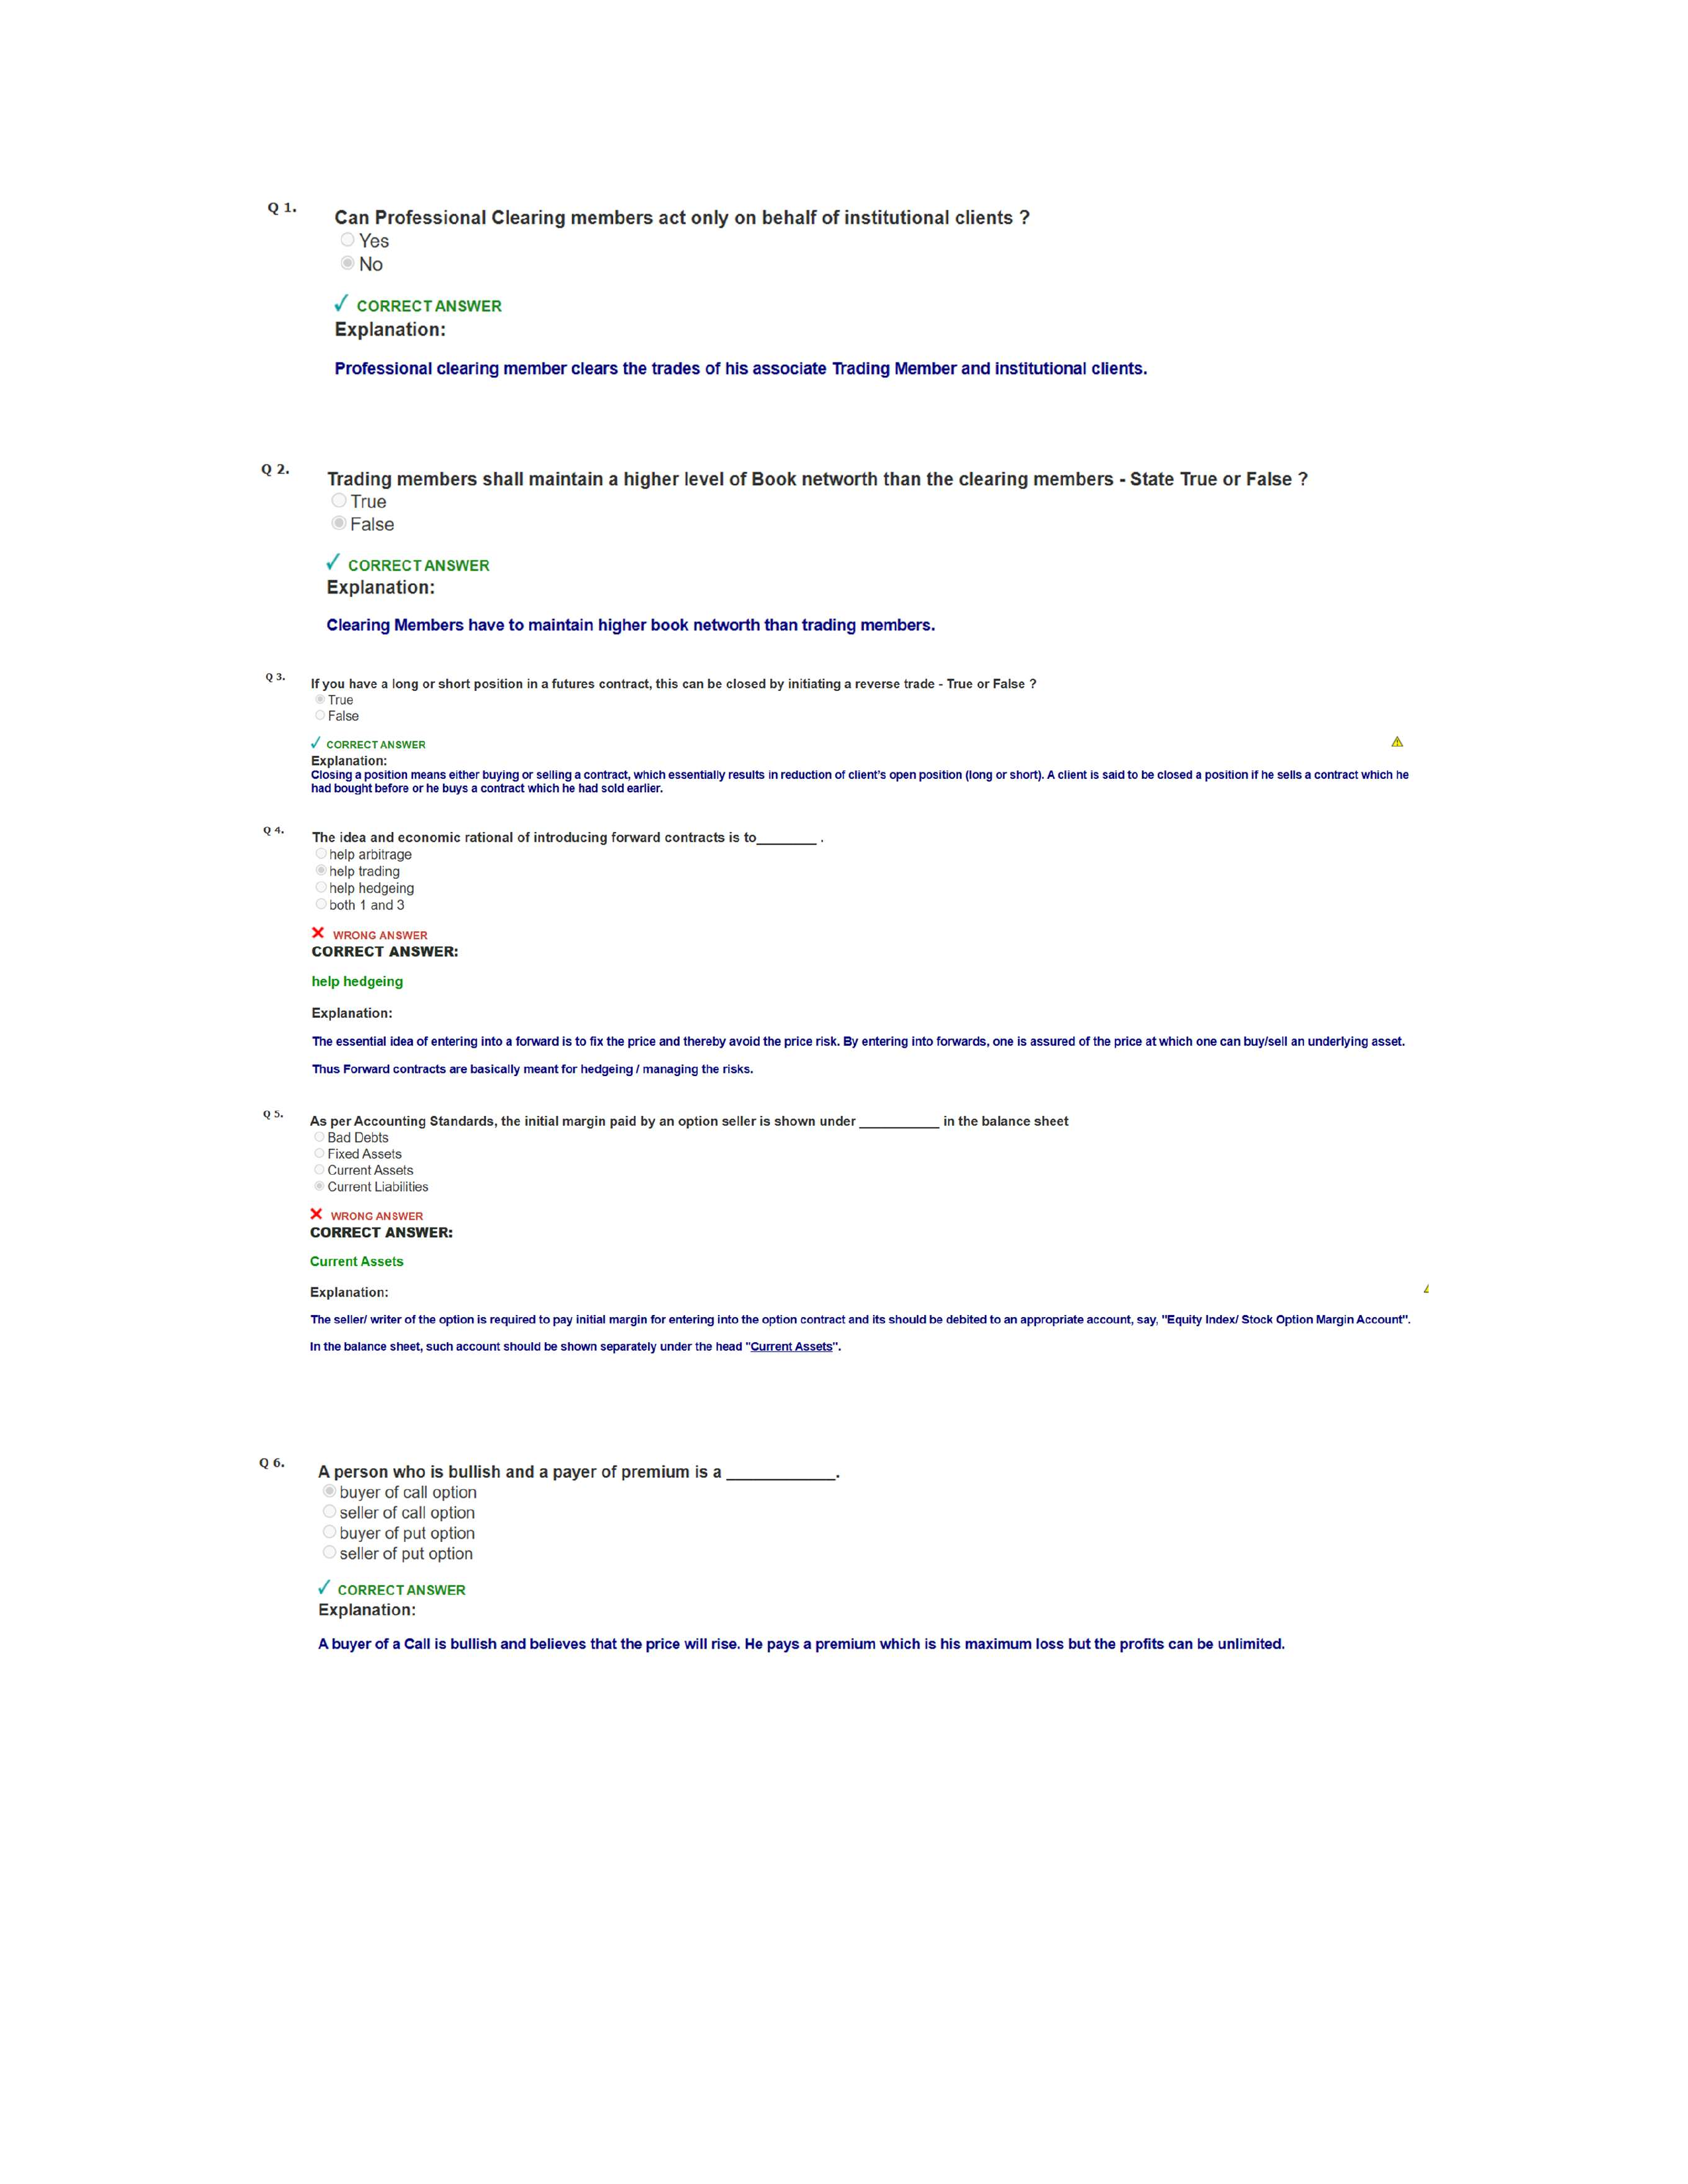 Q 1.
Can Professional Clearing members act only on behalf of institutional clients ?
Yes
No
✓ CORRECT ANSWER
Explanation:
Professional clearing member clears the trades of his associate Trading Member and institutional clients.
Q 2.
Trading members shall maintain a higher level of Book networth than the clearing members - State True or False ?
True
False
✓ CORRECT ANSWER
Explanation:
Clearing Members have to maintain higher book networth than trading members.
Q 3.
If you have a long or short position in a futures contract, this can be closed by initiating a reverse trade - True or False ?
True
False
✓ CORRECT ANSWER
Explanation:
Closing a position means either buying or selling a contract, which essentially results in reduction of client's open position (long or short). A client is said to be closed a position if he sells a contract which he
had bought before or he buys a contract which he had sold earlier.
Q 4.
The idea and economic rational of introducing forward contracts is to________ .
help arbitrage
help trading
help hedgeing
both 1 and 3
✕ WRONG ANSWER
CORRECT ANSWER:
help hedgeing
Explanation:
The essential idea of entering into a forward is to fix the price and thereby avoid the price risk. By entering into forwards, one is assured of the price at which one can buy/sell an underlying asset.
Thus Forward contracts are basically meant for hedgeing / managing the risks.
Q 5.
As per Accounting Standards, the initial margin paid by an option seller is shown under ___________ in the balance sheet
Bad Debts
Fixed Assets
Current Assets
Current Liabilities
✕ WRONG ANSWER
CORRECT ANSWER:
Current Assets
Explanation:
The seller/ writer of the option is required to pay initial margin for entering into the option contract and its should be debited to an appropriate account, say, "Equity Index/ Stock Option Margin Account".
In the balance sheet, such account should be shown separately under the head "Current Assets".
Q 6.
A person who is bullish and a payer of premium is a ____________.
buyer of call option
seller of call option
buyer of put option
seller of put option
✓ CORRECT ANSWER
Explanation:
A buyer of a Call is bullish and believes that the price will rise. He pays a premium which is his maximum loss but the profits can be unlimited.